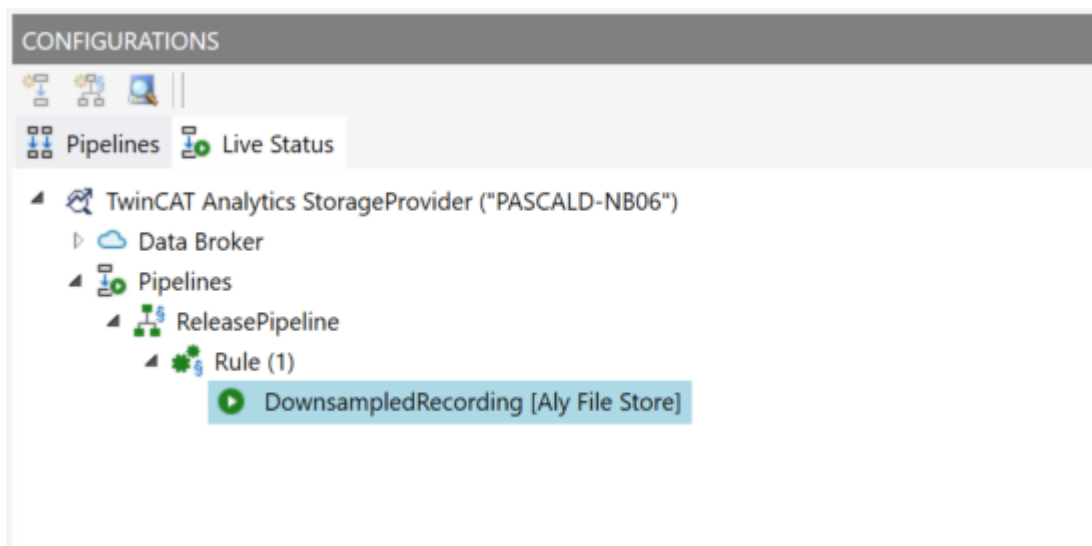 CONFIGURATIONS
Pipelines Live Status
TwinCAT Analytics StorageProvider ("PASCALD-NB06")
Data Broker
Pipelines
ReleasePipeline
Rule (1)
DownsampledRecording [Aly File Store]